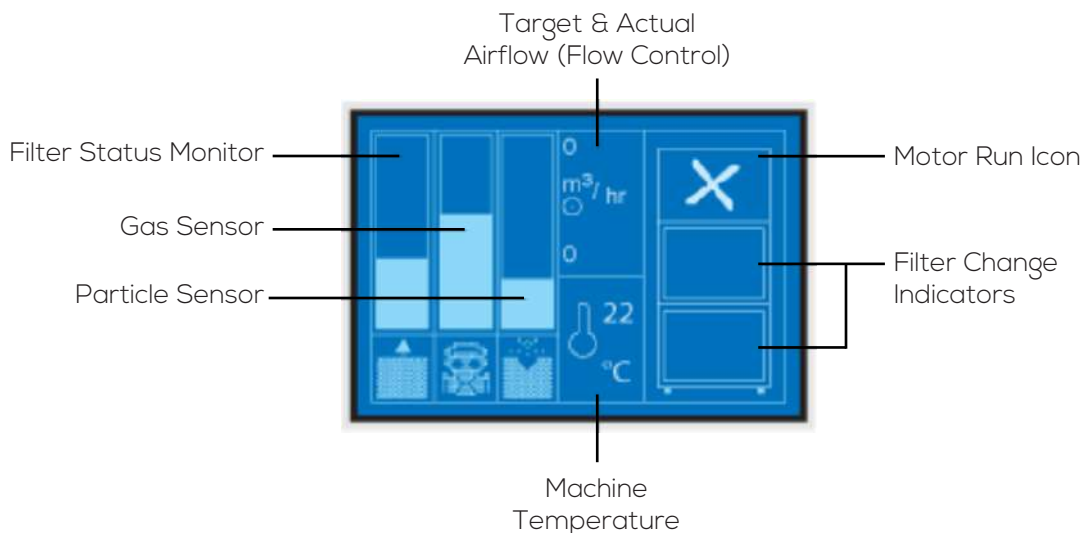 Target & Actual
Airflow (Flow Control)
Filter Status Monitor
Gas Sensor
Particle Sensor
0
m³/ hr
0
22
°C
Motor Run Icon
Filter Change
Indicators
Machine
Temperature